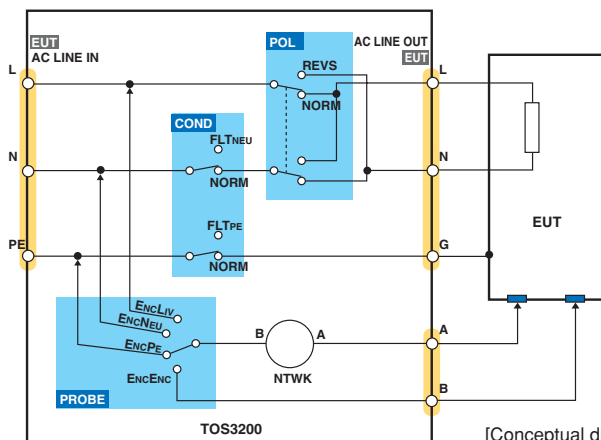 EUT
AC LINE IN
POL
AC LINE OUT
EUT
L
REVS
NORM
L
COND
FLTNEU
N
NORM
N
FLTPE
PE
NORM
G
EUT
ENCLIV
ENCNEU
ENCPE
B
A
A
NTWK
ENCENC
B
PROBE
TOS3200
[Conceptual d